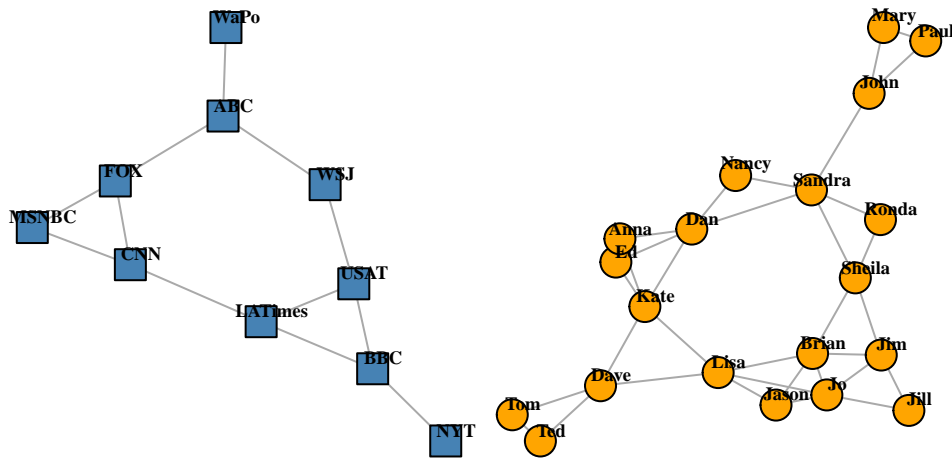 WaPo
ABC
FOX
WSJ
MSNBC
CNN
USAT
LATimes
BBC
NYT
Mary
Paul
John
Nancy
Sandra
Ronda
Anna
Dan
Ed
Sheila
Kate
Brian
Jim
Lisa
Dave
Jason
Jo
Jill
Tom
Ted